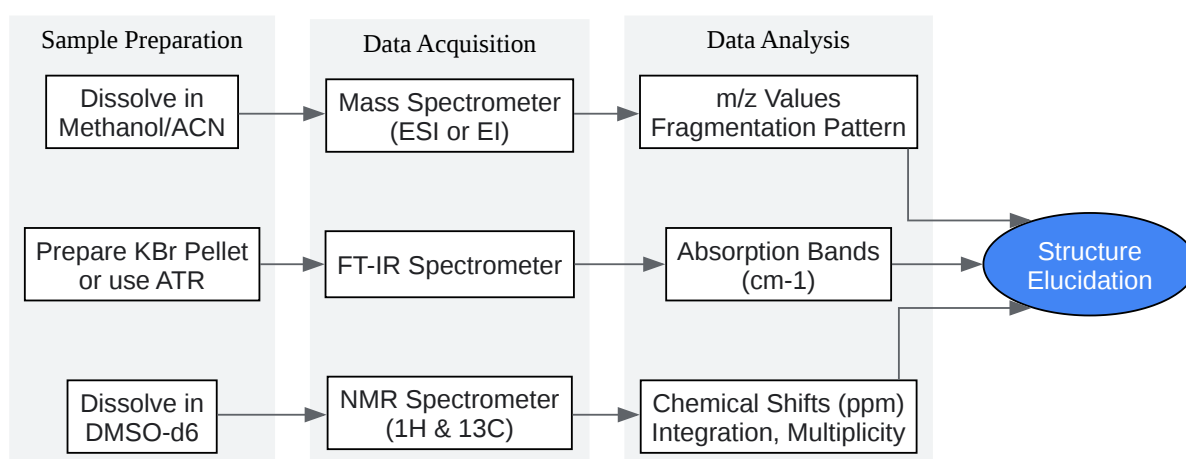 Sample Preparation
Data Acquisition
Data Analysis
Dissolve in
Methanol/ACN
Mass Spectrometer
(ESI or EI)
m/z Values
Fragmentation Pattern
Prepare KBr Pellet
or use ATR
FT-IR Spectrometer
Absorption Bands
(cm-1)
Structure
Elucidation
Dissolve in
DMSO-d6
NMR Spectrometer
(1H & 13C)
Chemical Shifts (ppm)
Integration, Multiplicity